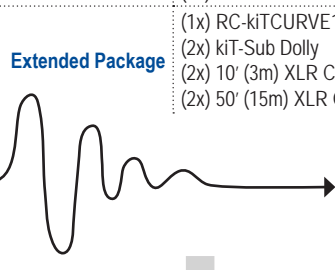 (1x) RC-kiTCURVE1
Extended Package
(2x) kiT-Sub Dolly
(2x) 10' (3m) XLR C
(2x) 50' (15m) XLR C